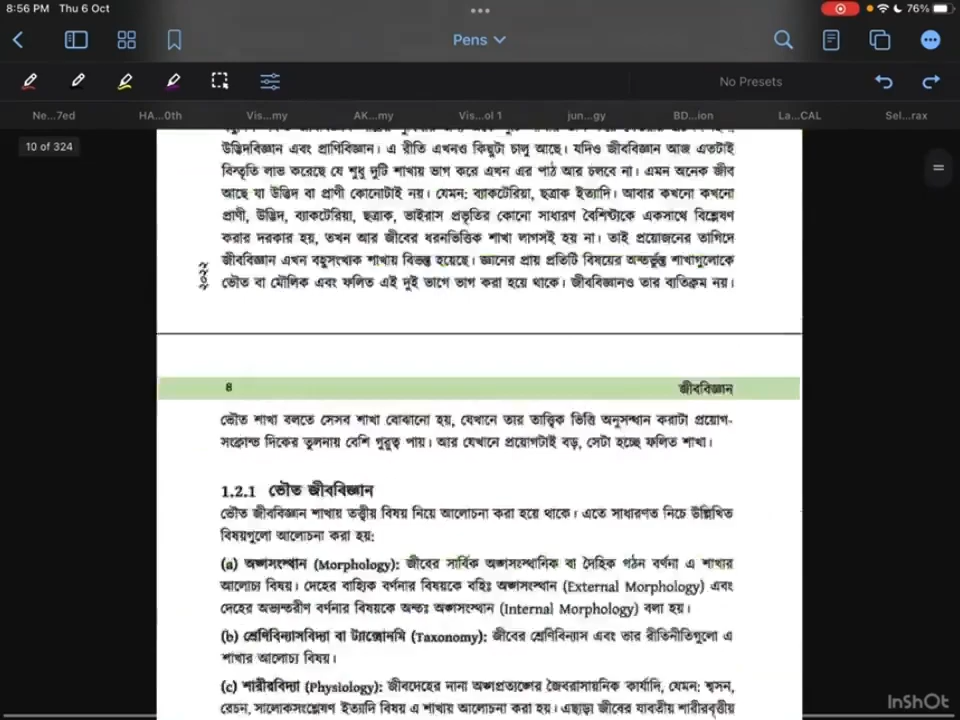 8:56 PM Thu 6 Oct
76%
Pens
No Presets
Ne...7ed HA...0th Vis...my AK...my Vis...ol 1 jun...gy BD...ion La...CAL Sel...rax
10 of 324
উদ্ভিদবিজ্ঞান এবং প্রাণিবিজ্ঞান। এ রীতি এখনও কিছুটা চালু আছে। যদিও জীববিজ্ঞান আজ এতটাই
বিস্তৃতি লাভ করেছে যে শুধু দুটি শাখায় ভাগ করে এখন এর পাঠ আর চলবে না। এমন অনেক জীব
আছে যা উদ্ভিদ বা প্রাণী কোনোটাই নয়। যেমন: ব্যাকটেরিয়া, ছত্রাক ইত্যাদি। আবার কখনো কখনো
প্রাণী, উদ্ভিদ, ব্যাকটেরিয়া, ছত্রাক, ভাইরাস প্রভৃতির কোনো সাধারণ বৈশিষ্ট্যকে একসাথে বিশ্লেষণ
করার দরকার হয়, তখন আর জীবের ধরনভিত্তিক শাখা লাগসই হয় না। তাই প্রয়োজনের তাগিদে
জীববিজ্ঞান এখন বহুসংখ্যক শাখায় বিভক্ত হয়েছে। জ্ঞানের প্রায় প্রতিটি বিষয়ের অন্তর্ভুক্ত শাখাগুলোকে
ভৌত বা মৌলিক এবং ফলিত এই দুই ভাগে ভাগ করা হয়ে থাকে। জীববিজ্ঞানও তার ব্যতিক্রম নয়।
২০২২
৪ জীববিজ্ঞান
ভৌত শাখা বলতে সেসব শাখা বোঝানো হয়, যেখানে তার তাত্ত্বিক ভিত্তি অনুসন্ধান করাটা প্রয়োগ-
সংক্রান্ত দিকের তুলনায় বেশি গুরুত্ব পায়। আর যেখানে প্রয়োগটাই বড়, সেটা হচ্ছে ফলিত শাখা।
1.2.1 ভৌত জীববিজ্ঞান
ভৌত জীববিজ্ঞান শাখায় তত্ত্বীয় বিষয় নিয়ে আলোচনা করা হয়ে থাকে। এতে সাধারণত নিচে উল্লিখিত
বিষয়গুলো আলোচনা করা হয়:
(a) অঙ্গসংস্থান (Morphology): জীবের সার্বিক অঙ্গসংস্থানিক বা দৈহিক গঠন বর্ণনা এ শাখার
আলোচ্য বিষয়। দেহের বাহ্যিক বর্ণনার বিষয়কে বহিঃ অঙ্গসংস্থান (External Morphology) এবং
দেহের অভ্যন্তরীণ বর্ণনার বিষয়কে অন্তঃ অঙ্গসংস্থান (Internal Morphology) বলা হয়।
(b) শ্রেণিবিন্যাসবিদ্যা বা ট্যাক্সোনমি (Taxonomy): জীবের শ্রেণিবিন্যাস এবং তার রীতিনীতিগুলো এ
শাখার আলোচ্য বিষয়।
(c) শারীরবিদ্যা (Physiology): জীবদেহের নানা অঙ্গপ্রত্যঙ্গের জৈবরাসায়নিক কার্যাদি, যেমন: শ্বসন,
রেচন, সালোকসংশ্লেষণ ইত্যাদি বিষয় এ শাখায় আলোচনা করা হয়। এছাড়া জীবের যাবতীয় শারীরবৃত্তীয়
InShOt